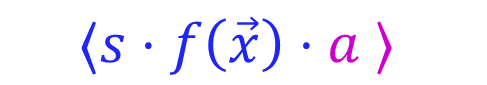 ⟨s · f(x⃗) · a⟩